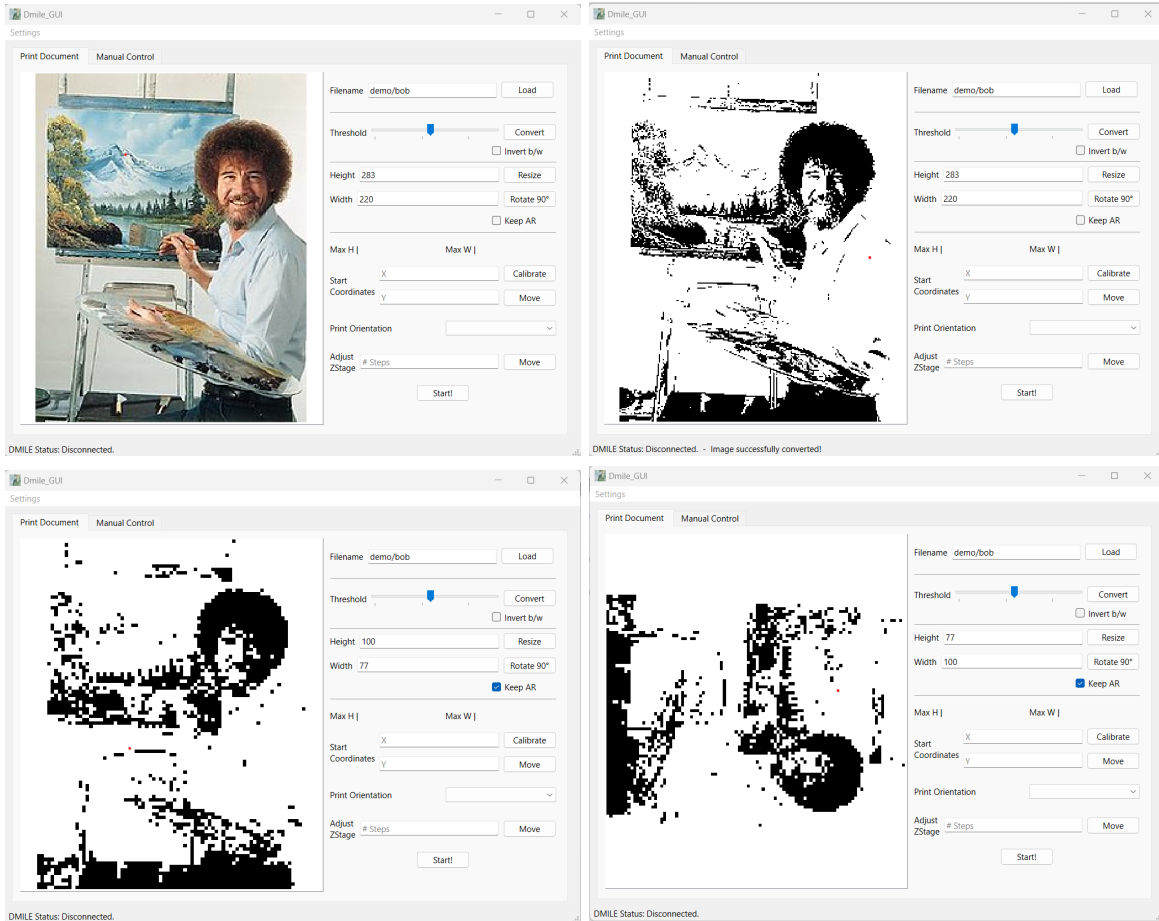 Dmile_GUI
Settings
Print Document Manual Control
Filename demo/bob Load
Threshold Convert
Invert b/w
Height 283 Resize
Width 220 Rotate 90°
Keep AR
Max H | Max W |
X Calibrate
Start
Coordinates
Y Move
Print Orientation
Adjust
ZStage # Steps Move
Start!
DMILE Status: Disconnected.
Dmile_GUI
Settings
Print Document Manual Control
Filename demo/bob Load
Threshold Convert
Invert b/w
Height 283 Resize
Width 220 Rotate 90°
Keep AR
Max H | Max W |
X Calibrate
Start
Coordinates
Y Move
Print Orientation
Adjust
ZStage # Steps Move
Start!
DMILE Status: Disconnected. - Image successfully converted!
Dmile_GUI
Settings
Print Document Manual Control
Filename demo/bob Load
Threshold Convert
Invert b/w
Height 100 Resize
Width 77 Rotate 90°
Keep AR
Max H | Max W |
X Calibrate
Start
Coordinates
Y Move
Print Orientation
Adjust
ZStage # Steps Move
Start!
DMILE Status: Disconnected.
Dmile_GUI
Settings
Print Document Manual Control
Filename demo/bob Load
Threshold Convert
Invert b/w
Height 77 Resize
Width 100 Rotate 90°
Keep AR
Max H | Max W |
X Calibrate
Start
Coordinates
Y Move
Print Orientation
Adjust
ZStage # Steps Move
Start!
DMILE Status: Disconnected.